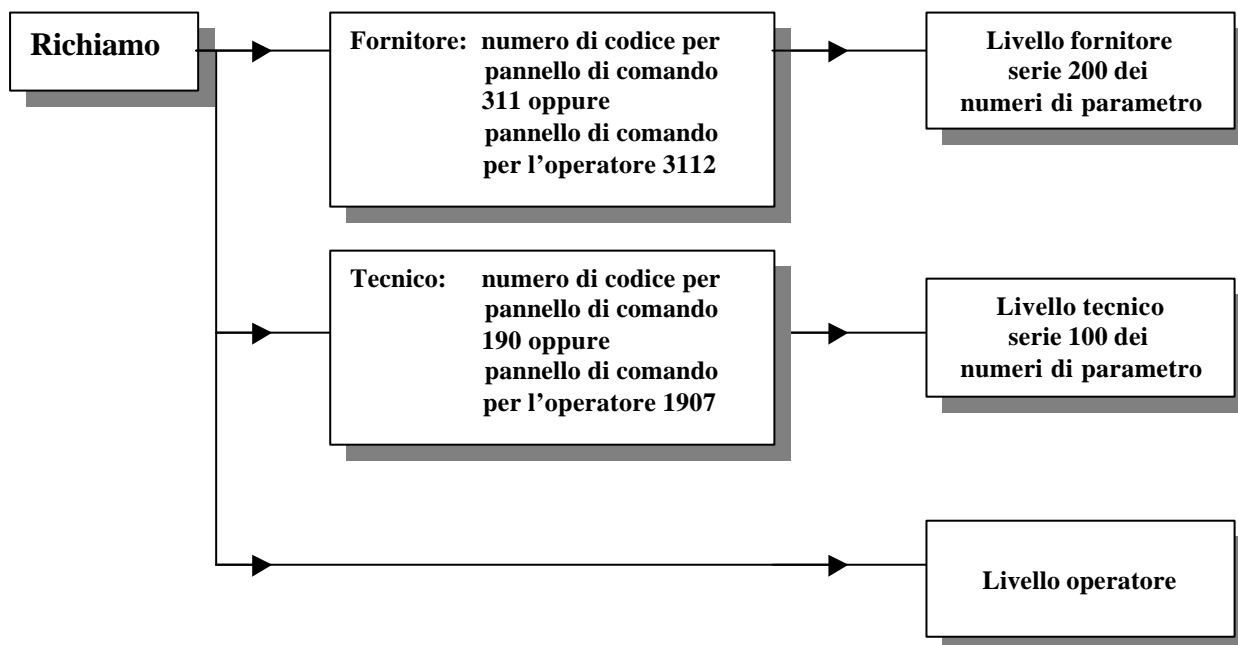 Richiamo
Fornitore: numero di codice per
pannello di comando
311 oppure
pannello di comando
per l’operatore 3112
Livello fornitore
serie 200 dei
numeri di parametro
Tecnico: numero di codice per
pannello di comando
190 oppure
pannello di comando
per l’operatore 1907
Livello tecnico
serie 100 dei
numeri di parametro
Livello operatore